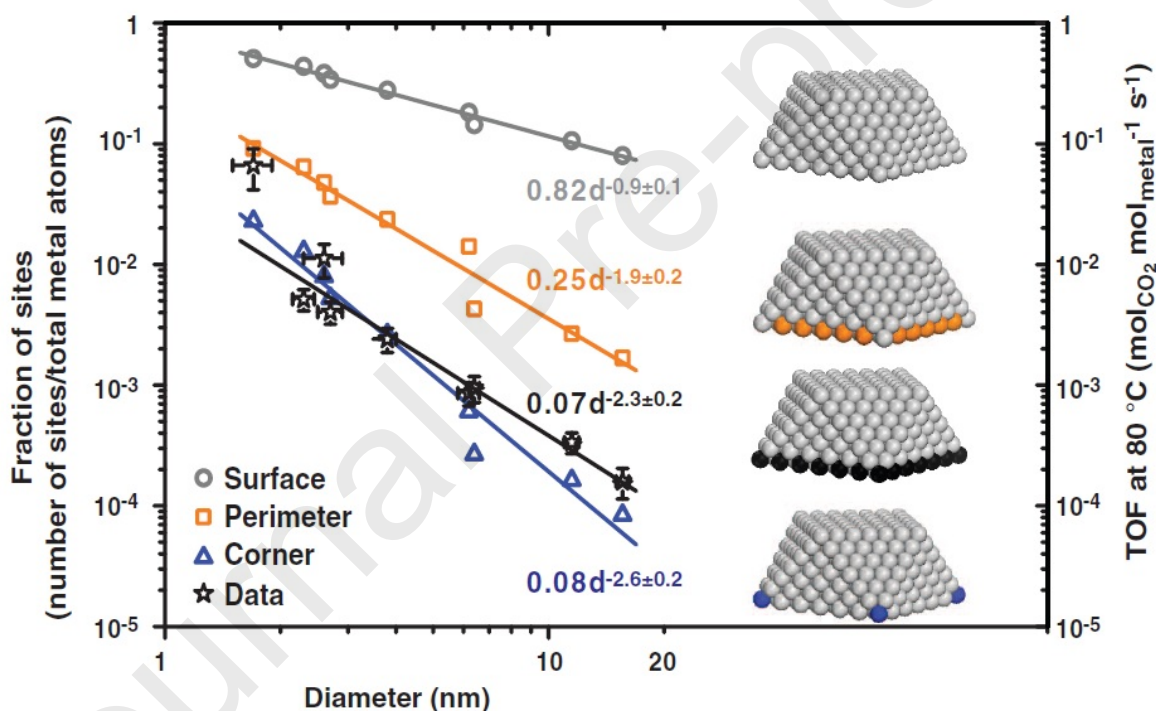 1
10⁻¹
10⁻²
10⁻³
10⁻⁴
10⁻⁵
Fraction of sites
(number of sites/total metal atoms)
0.82d⁻⁰·⁹±⁰·¹
0.25d⁻¹·⁹±⁰·²
0.07d⁻²·³±⁰·²
0.08d⁻²·⁶±⁰·²
Surface
Perimeter
Corner
Data
1
10
20
Diameter (nm)
1
10⁻¹
10⁻²
10⁻³
10⁻⁴
10⁻⁵
TOF at 80 °C (mol_CO₂ mol_metal⁻¹ s⁻¹)
urnal Pre-pr